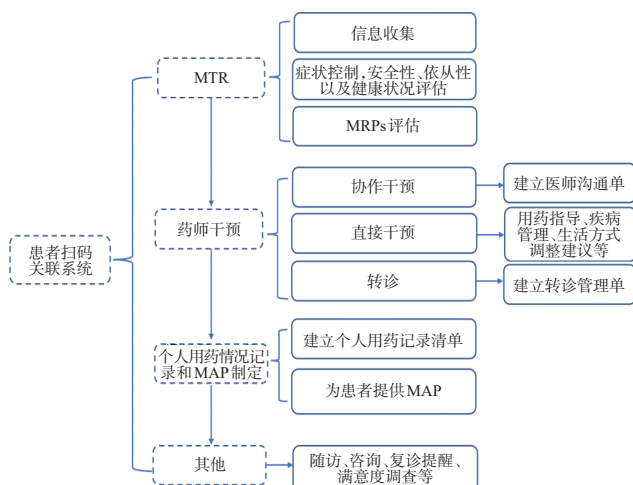 信息收集
MTR
症状控制,安全性、依从性
以及健康状况评估
MRPs评估
协作干预
建立医师沟通单
药师干预
直接干预
用药指导、疾病
管理、生活方式
调整建议等
患者扫码
关联系统
转诊
建立转诊管理单
个人用药情况记
录和MAP制定
建立个人用药记录清单
为患者提供MAP
其他
随访、咨询、复诊提醒、
满意度调查等